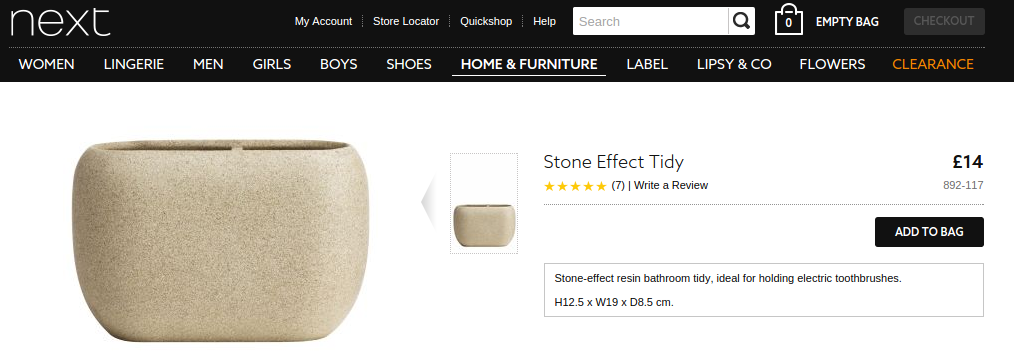 next
My Account
Store Locator
Quickshop
Help
Search
0
EMPTY BAG
CHECKOUT
WOMEN
LINGERIE
MEN
GIRLS
BOYS
SHOES
HOME & FURNITURE
LABEL
LIPSY & CO
FLOWERS
CLEARANCE
Stone Effect Tidy
£14
(7) | Write a Review
892-117
ADD TO BAG
Stone-effect resin bathroom tidy, ideal for holding electric toothbrushes.
H12.5 x W19 x D8.5 cm.